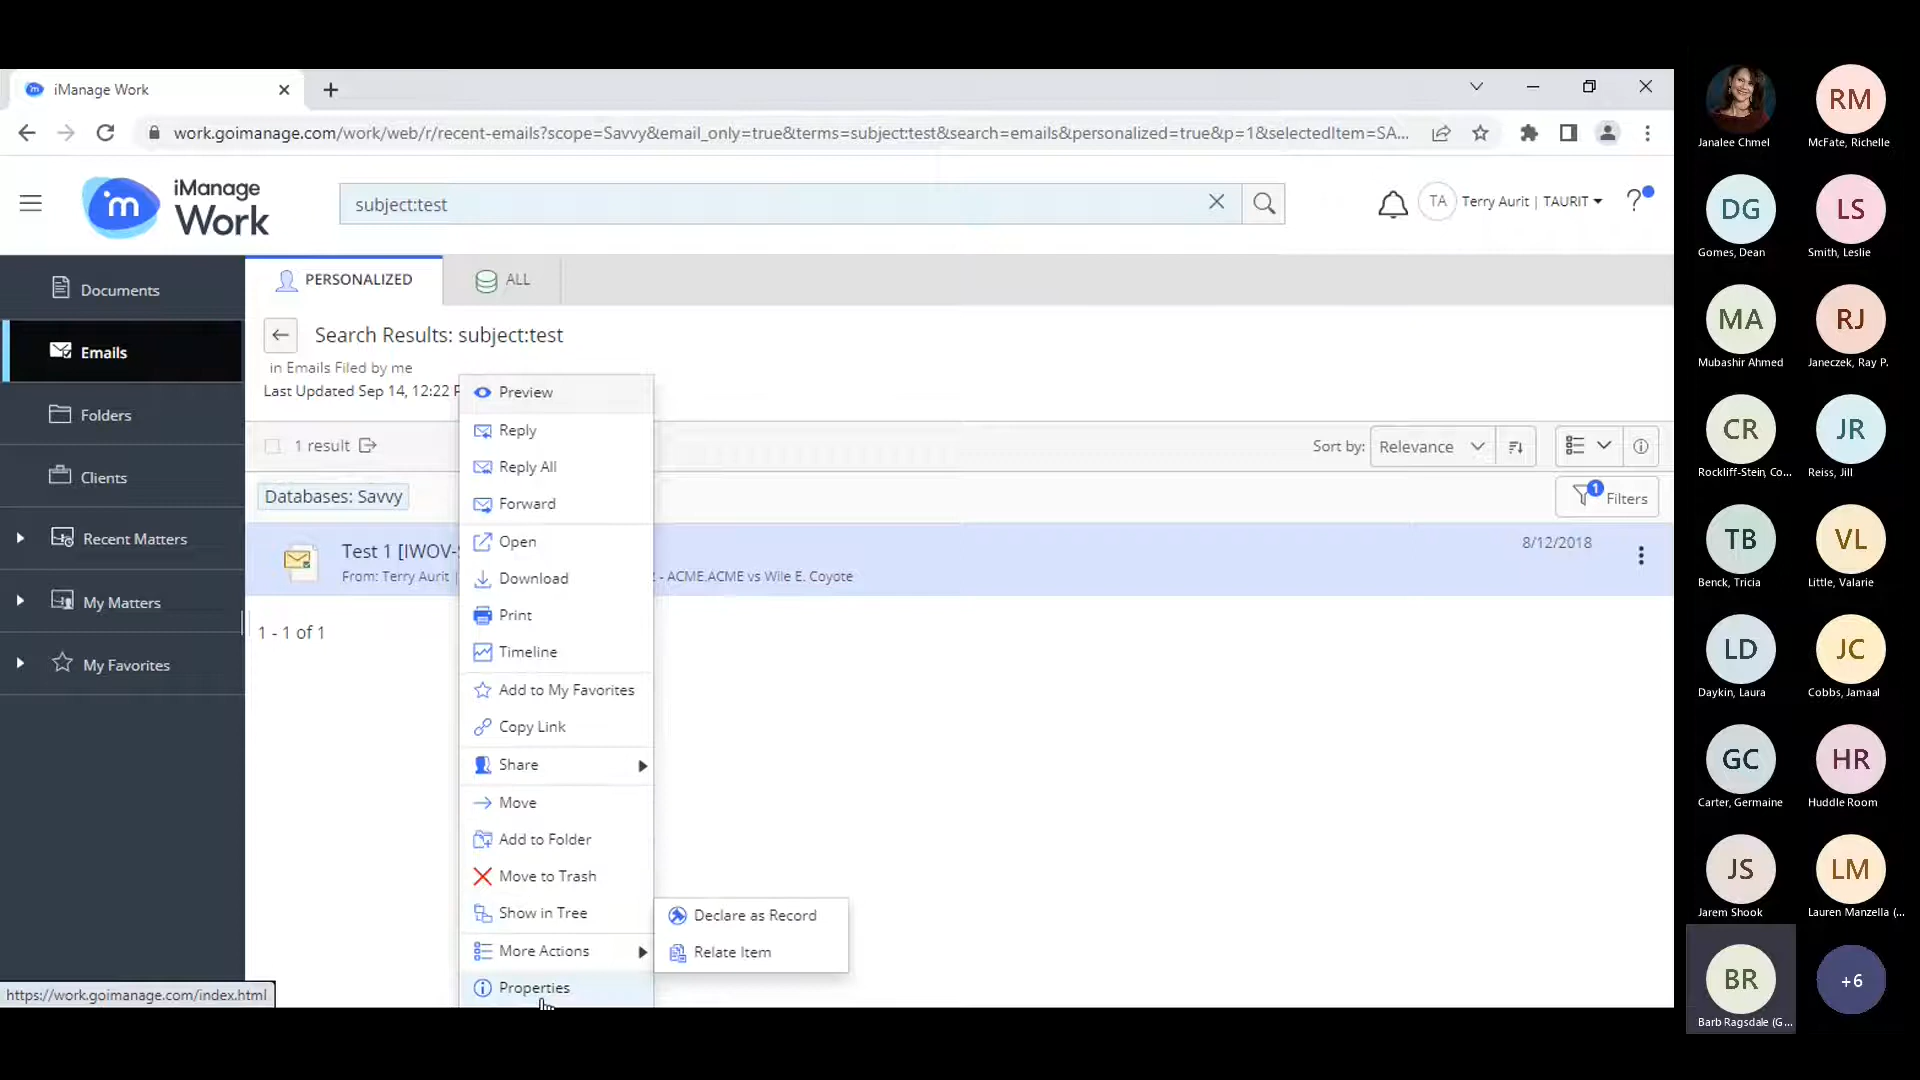 iManage Work
work.goimanage.com/work/web/r/recent-emails?scope=Savvy&email_only=true&terms=subject:test&search=emails&personalized=true&p=1&selectedItem=SA...
iManage
Work
subject:test
TA
Terry Aurit | TAURIT
?
Documents
Emails
Folders
Clients
Recent Matters
My Matters
My Favorites
PERSONALIZED
ALL
Search Results: subject:test
in Emails Filed by me
Last Updated Sep 14, 12:22 P
1 result
Sort by:
Relevance
Databases: Savvy
1
Filters
Test 1 [IWOV-
8/12/2018
From: Terry Aurit |
- ACME.ACME vs Wile E. Coyote
1 - 1 of 1
Preview
Reply
Reply All
Forward
Open
Download
Print
Timeline
Add to My Favorites
Copy Link
Share
Move
Add to Folder
Move to Trash
Show in Tree
More Actions
Properties
Declare as Record
Relate Item
https://work.goimanage.com/index.html
Janalee Chmel
RM
McFate, Richelle
DG
Gomes, Dean
LS
Smith, Leslie
MA
Mubashir Ahmed
RJ
Janeczek, Ray P.
CR
Rockliff-Stein, Co...
JR
Reiss, Jill
TB
Benck, Tricia
VL
Little, Valarie
LD
Daykin, Laura
JC
Cobbs, Jamaal
GC
Carter, Germaine
HR
Huddle Room
JS
Jarem Shook
LM
Lauren Manzella (...
BR
Barb Ragsdale (G...
+6